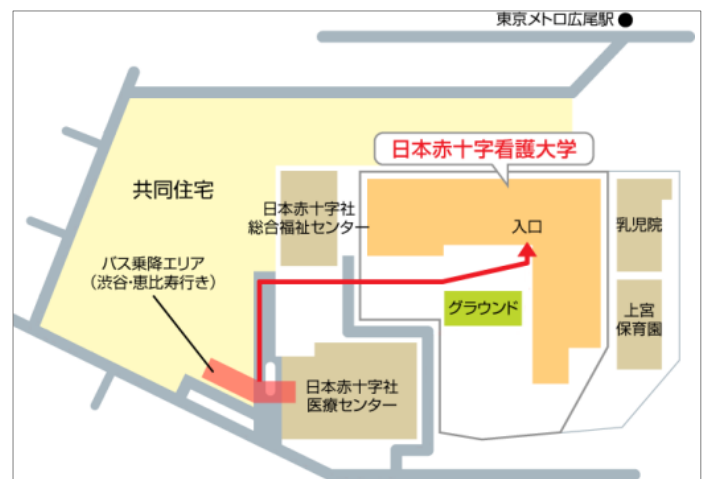 東京メトロ広尾駅
日本赤十字看護大学
共同住宅
日本赤十字社
総合福祉センター
入口
乳児院
バス乗降エリア
（渋谷・恵比寿行き）
グラウンド
上宮
保育園
日本赤十字社
医療センター